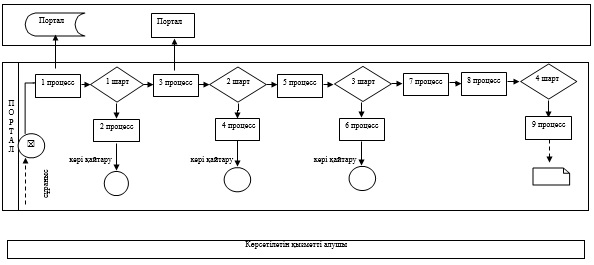 Портал
Портал
1 процесс
1 шарт
3 процесс
2 шарт
5 процесс
3 шарт
7 процесс
8 процесс
4 шарт
ПОРТАЛ
2 процесс
4 процесс
6 процесс
9 процесс
кері қайтару
кері қайтару
кері қайтару
сұраныс
Көрсетілетін қызметті алушы